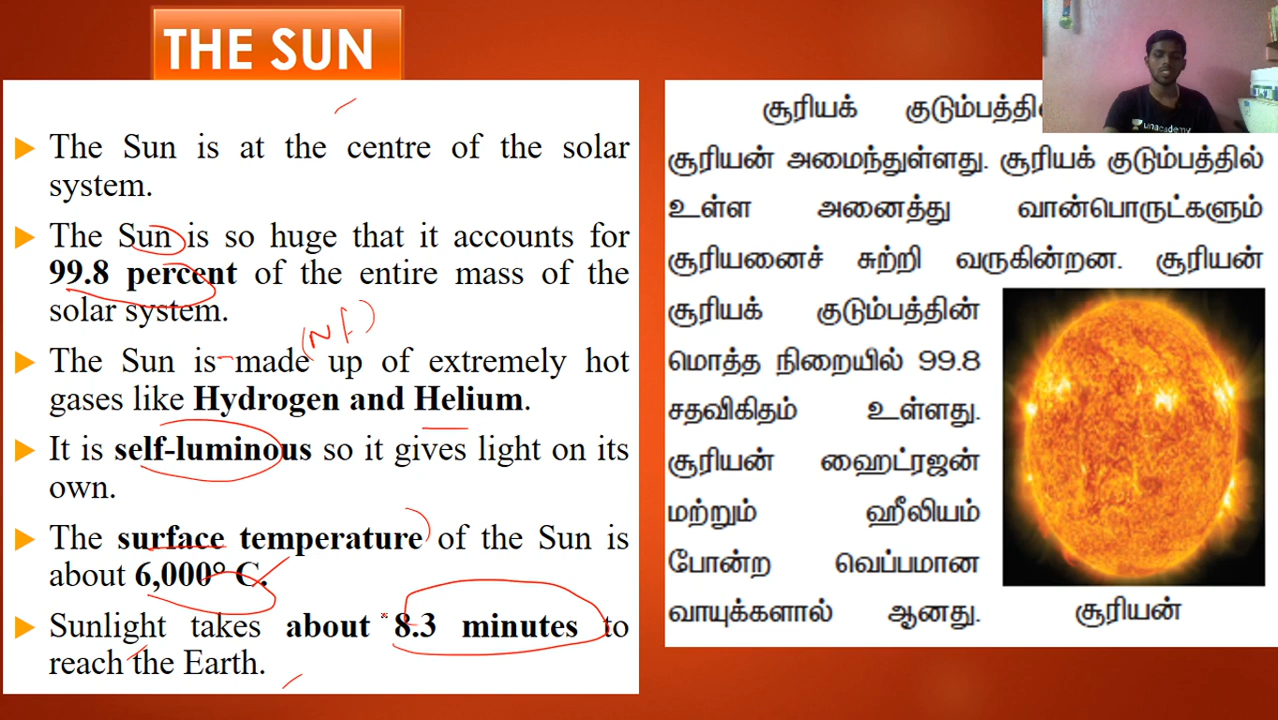 THE SUN
The Sun is at the centre of the solar
system.
The Sun is so huge that it accounts for
99.8 percent of the entire mass of the
solar system.
(NF)
The Sun is made up of extremely hot
gases like Hydrogen and Helium.
It is self-luminous so it gives light on its
own.
The surface temperature of the Sun is
about 6,000° C.
Sunlight takes about 8.3 minutes to
reach the Earth.
சூரியக்
சூரியன் அமைந்துள்ளது. சூரியக் குடும்பத்தில்
உள்ள அனைத்து வான்பொருட்களும்
சூரியனைச் சுற்றி வருகின்றன. சூரியன்
சூரியக் குடும்பத்தின்
மொத்த நிறையில் 99.8
சதவிகிதம் உள்ளது.
சூரியன் ஹைட்ரஜன்
மற்றும் ஹீலியம்
போன்ற வெப்பமான
வாயுக்களால் ஆனது.
சூரியன்
unacademy